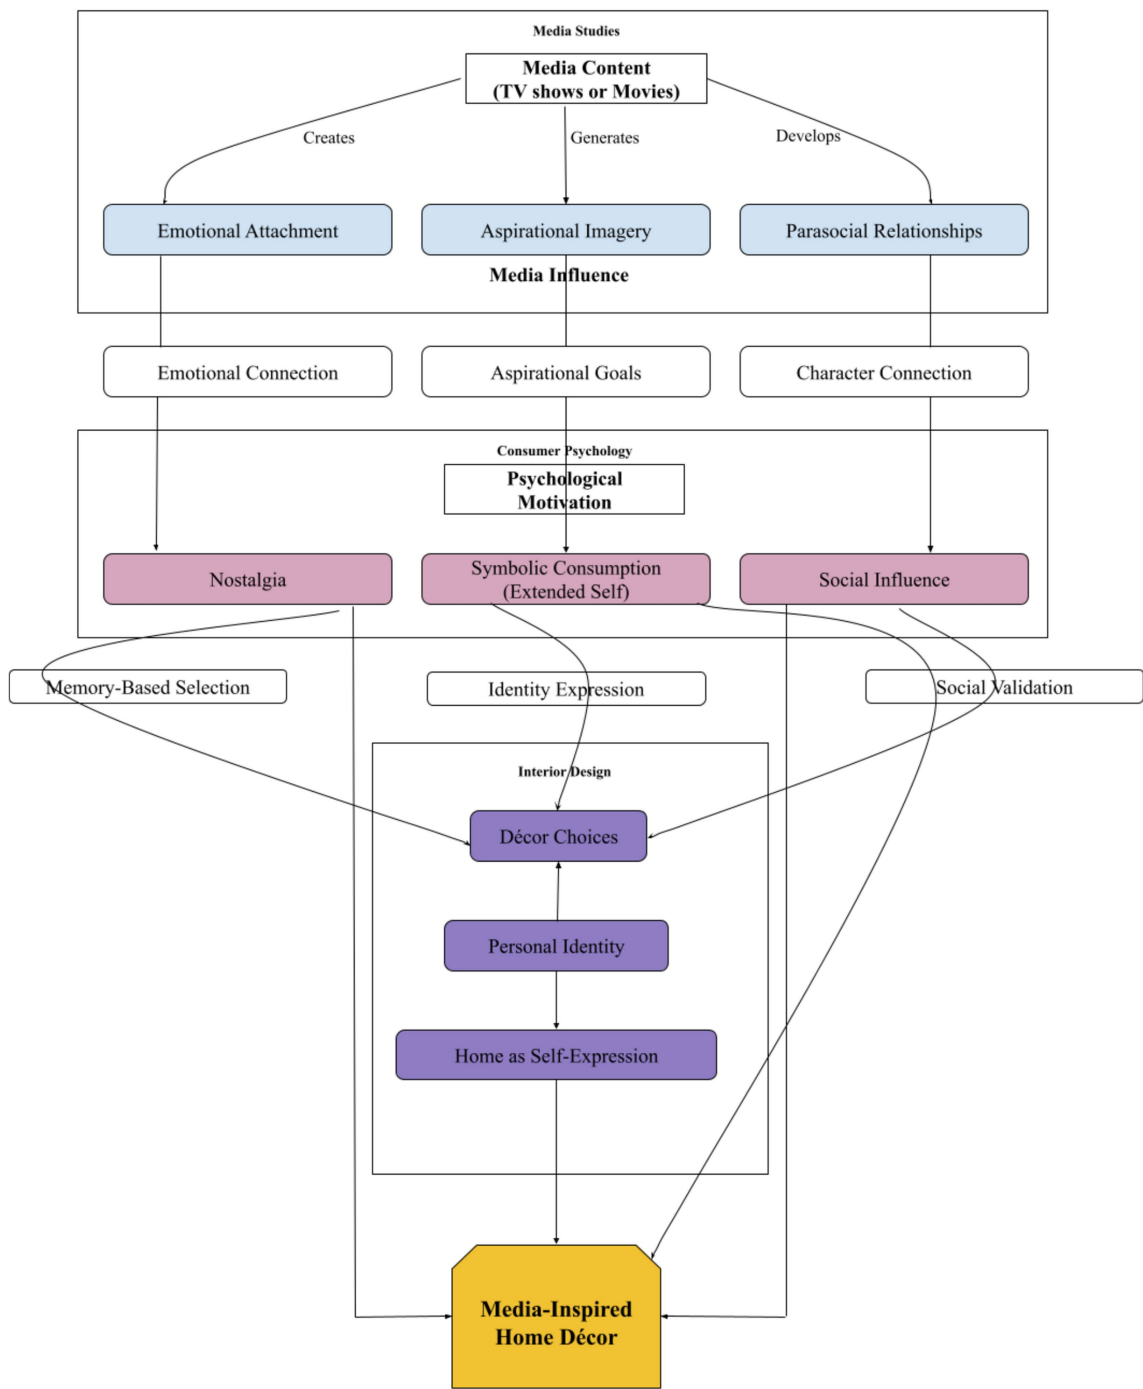 Media Studies
Media Content
(TV shows or Movies)
Creates
Generates
Develops
Emotional Attachment
Aspirational Imagery
Parasocial Relationships
Media Influence
Emotional Connection
Aspirational Goals
Character Connection
Consumer Psychology
Psychological
Motivation
Nostalgia
Symbolic Consumption
(Extended Self)
Social Influence
Memory-Based Selection
Identity Expression
Social Validation
Interior Design
Décor Choices
Personal Identity
Home as Self-Expression
Media-Inspired
Home Décor